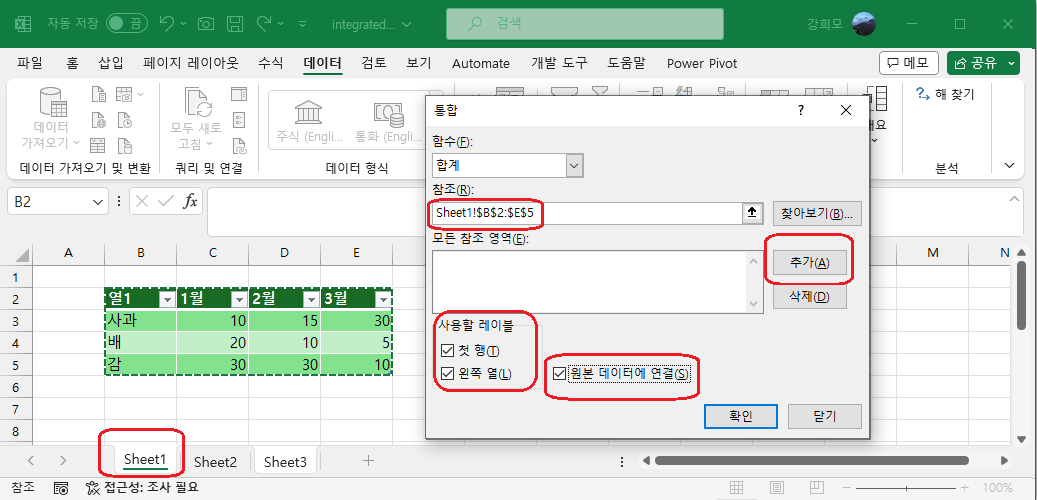 자동 저장 끔 integrated... 검색 강희모
파일 홈 삽입 페이지 레이아웃 수식 데이터 검토 보기 Automate 개발 도구 도움말 Power Pivot 메모 공유
데이터 가져오기
모두 새로 고침
주식 (Engli... 통화 (Engli...
해 찾기
데이터 가져오기 및 변환 쿼리 및 연결 데이터 형식 분석
B2 fx
통합 ?
함수(F):
합계
참조(R):
Sheet1!$B$2:$E$5 찾아보기(B)...
모든 참조 영역(E):
추가(A)
삭제(D)
사용할 레이블
첫 행(T)
왼쪽 열(L) 원본 데이터에 연결(S)
확인 닫기
A B C D E M N
1
2 열1 1월 2월 3월
3 사과 10 15 30
4 배 20 10 5
5 감 30 30 10
6
7
8
Sheet1 Sheet2 Sheet3
참조 접근성: 조사 필요 100%